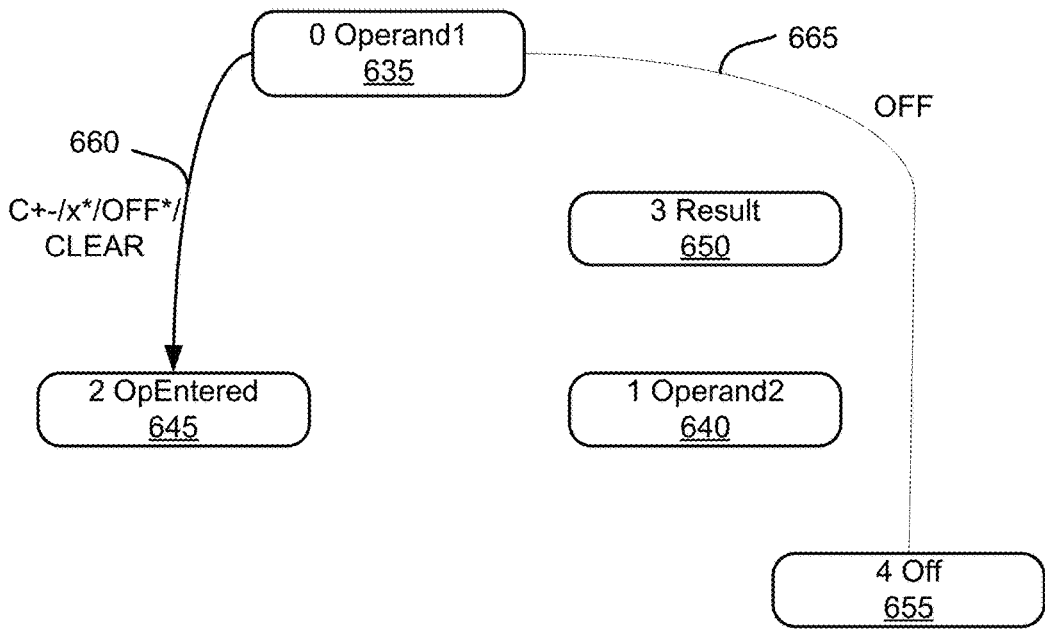 0 Operand1
635
665
OFF
660
C+-/x*/OFF*/
CLEAR
3 Result
650
2 OpEntered
645
1 Operand2
640
4 Off
655